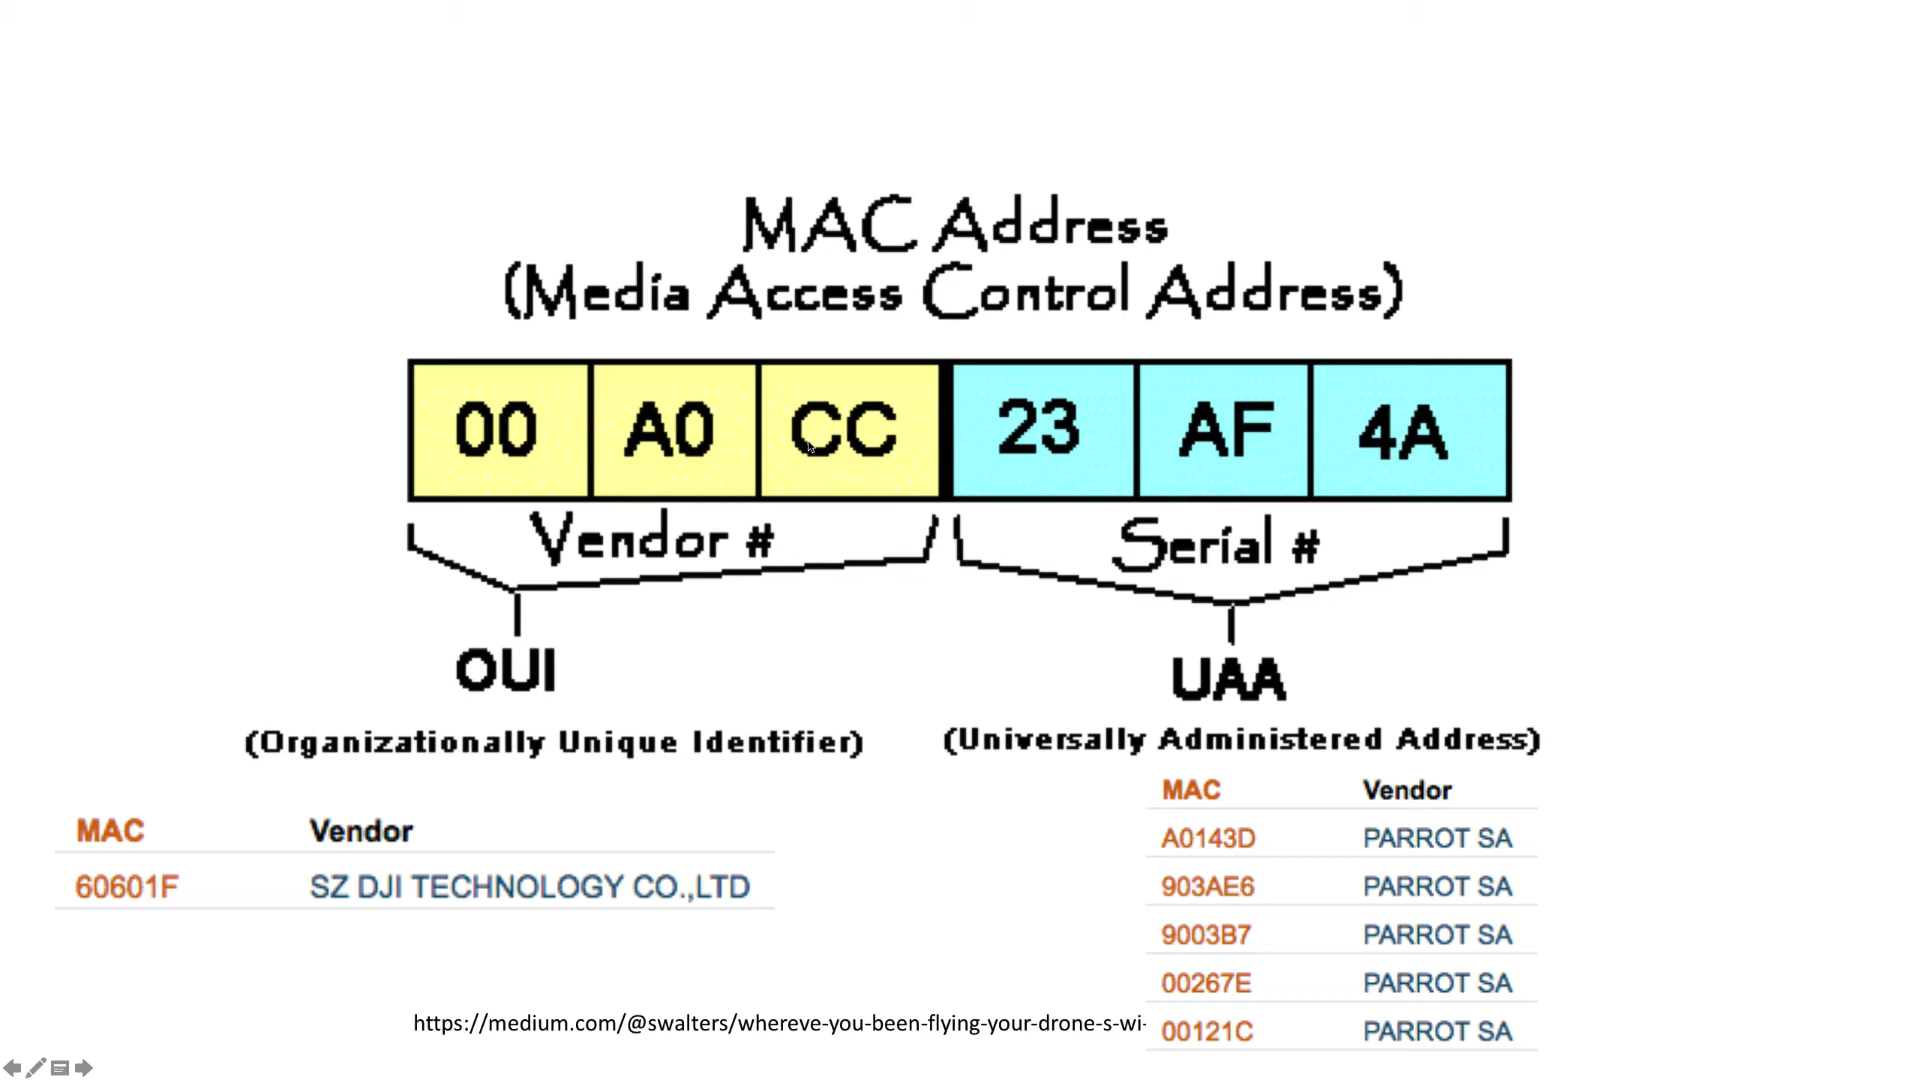 MAC Address
(Media Access Control Address)
00 A0 CC 23 AF 4A
Vendor # Serial #
OUI UAA
(Organizationally Unique Identifier) (Universally Administered Address)
MAC Vendor
60601F SZ DJI TECHNOLOGY CO.,LTD
MAC Vendor
A0143D PARROT SA
903AE6 PARROT SA
9003B7 PARROT SA
00267E PARROT SA
00121C PARROT SA
https://medium.com/@swalters/whereve-you-been-flying-your-drone-s-wi-